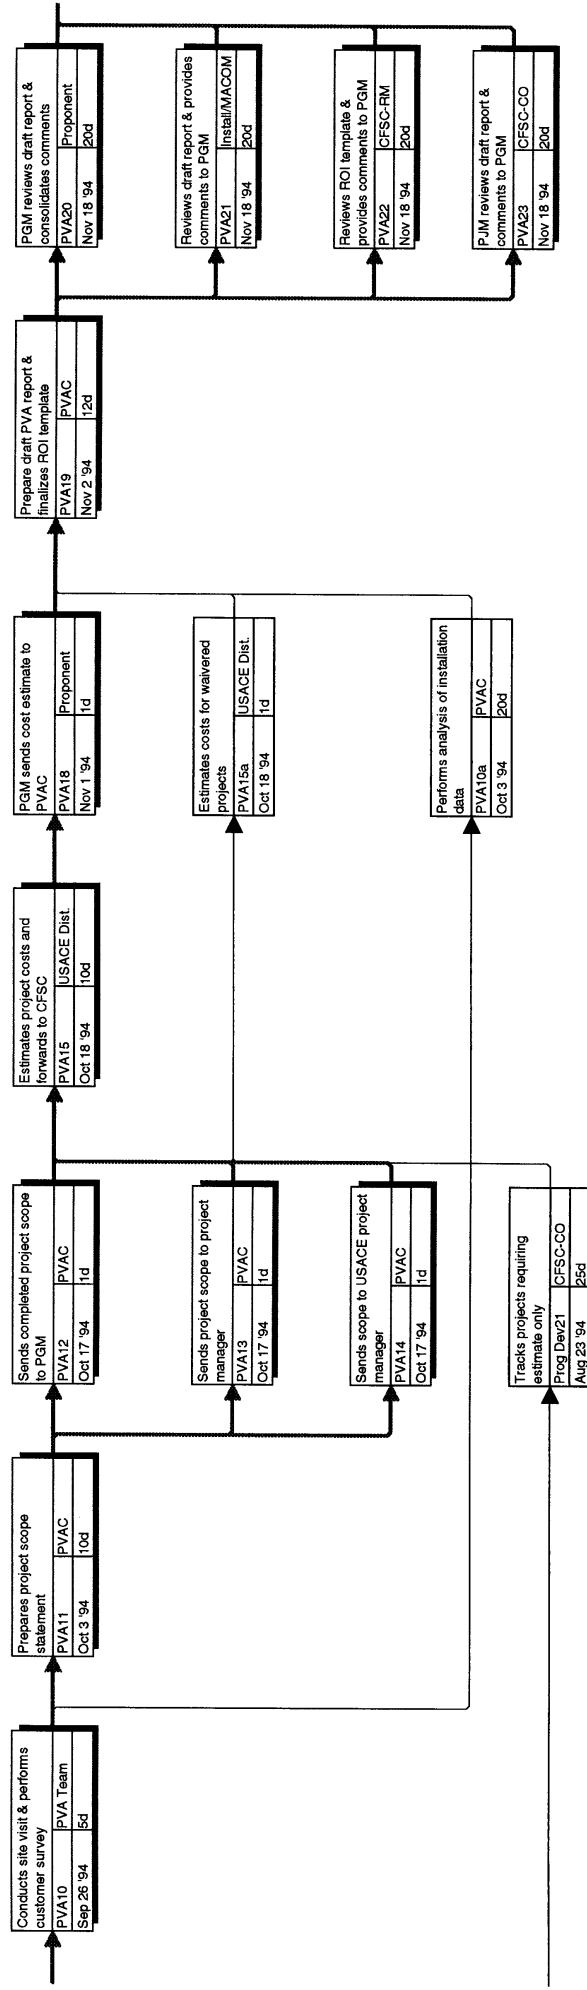 Conducts site visit & performs
customer survey
PVA10 PVA Team
Sep 26 '94 5d
Prepares project scope
statement
PVA11 PVAC
Oct 3 '94 10d
Sends completed project scope
to PGM
PVA12 PVAC
Oct 17 '94 1d
Sends project scope to project
manager
PVA13 PVAC
Oct 17 '94 1d
Sends scope to USACE project
manager
PVA14 PVAC
Oct 17 '94 1d
Tracks projects requiring
estimate only
Prog Dev21 CFSC-CO
Aug 23 '94 25d
Estimates project costs and
forwards to CFSC
PVA15 USACE Dist.
Oct 18 '94 10d
PGM sends cost estimate to
PVAC
PVA18 Proponent
Nov 1 '94 1d
Estimates costs for waivered
projects
PVA15a USACE Dist.
Oct 18 '94 1d
Performs analysis of installation
data
PVA10a PVAC
Oct 3 '94 20d
Prepare draft PVA report &
finalizes ROI template
PVA19 PVAC
Nov 2 '94 12d
PGM reviews draft report &
consolidates comments
PVA20 Proponent
Nov 18 '94 20d
Reviews draft report & provides
comments to PGM
PVA21 Install/MACOM
Nov 18 '94 20d
Reviews ROI template &
provides comments to PGM
PVA22 CFSC-RM
Nov 18 '94 20d
PJM reviews draft report &
comments to PGM
PVA23 CFSC-CO
Nov 18 '94 20d